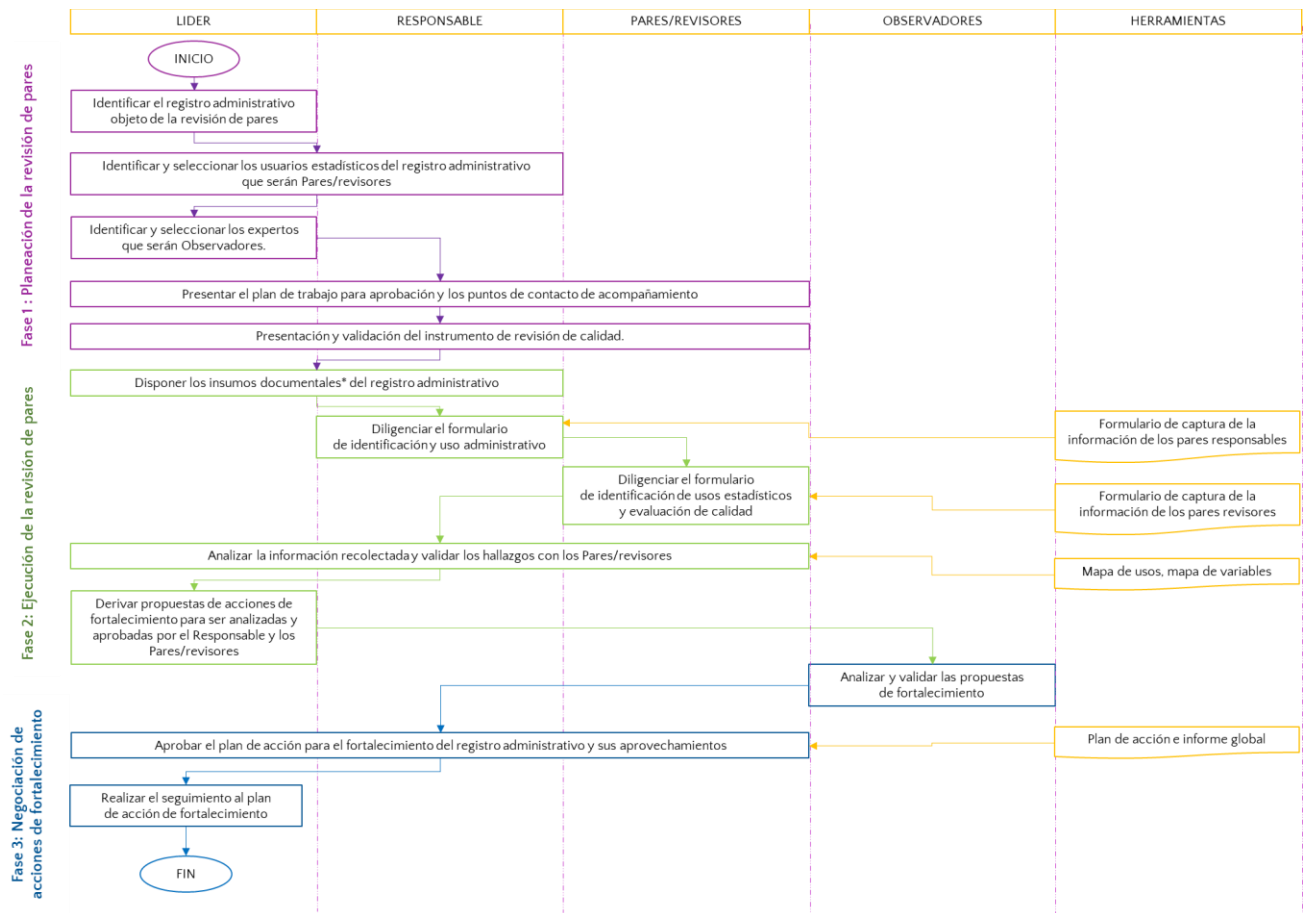 LIDER
RESPONSABLE
PARES/REVISORES
OBSERVADORES
HERRAMIENTAS
Fase 1 : Planeación de la revisión de pares
INICIO
Identificar el registro administrativo
objeto de la revisión de pares
Identificar y seleccionar los usuarios estadísticos del registro administrativo
que serán Pares/revisores
Identificar y seleccionar los expertos
que serán Observadores.
Presentar el plan de trabajo para aprobación y los puntos de contacto de acompañamiento
Presentación y validación del instrumento de revisión de calidad.
Fase 2: Ejecución de la revisión de pares
Disponer los insumos documentales* del registro administrativo
Diligenciar el formulario
de identificación y uso administrativo
Formulario de captura de la
información de los pares responsables
Diligenciar el formulario
de identificación de usos estadísticos
y evaluación de calidad
Formulario de captura de la
información de los pares revisores
Analizar la información recolectada y validar los hallazgos con los Pares/revisores
Mapa de usos, mapa de variables
Derivar propuestas de acciones de
fortalecimiento para ser analizadas y
aprobadas por el Responsable y los
Pares/revisores
Fase 3: Negociación de
acciones de fortalecimiento
Analizar y validar las propuestas
de fortalecimiento
Aprobar el plan de acción para el fortalecimiento del registro administrativo y sus aprovechamientos
Plan de acción e informe global
Realizar el seguimiento al plan
de acción de fortalecimiento
FIN